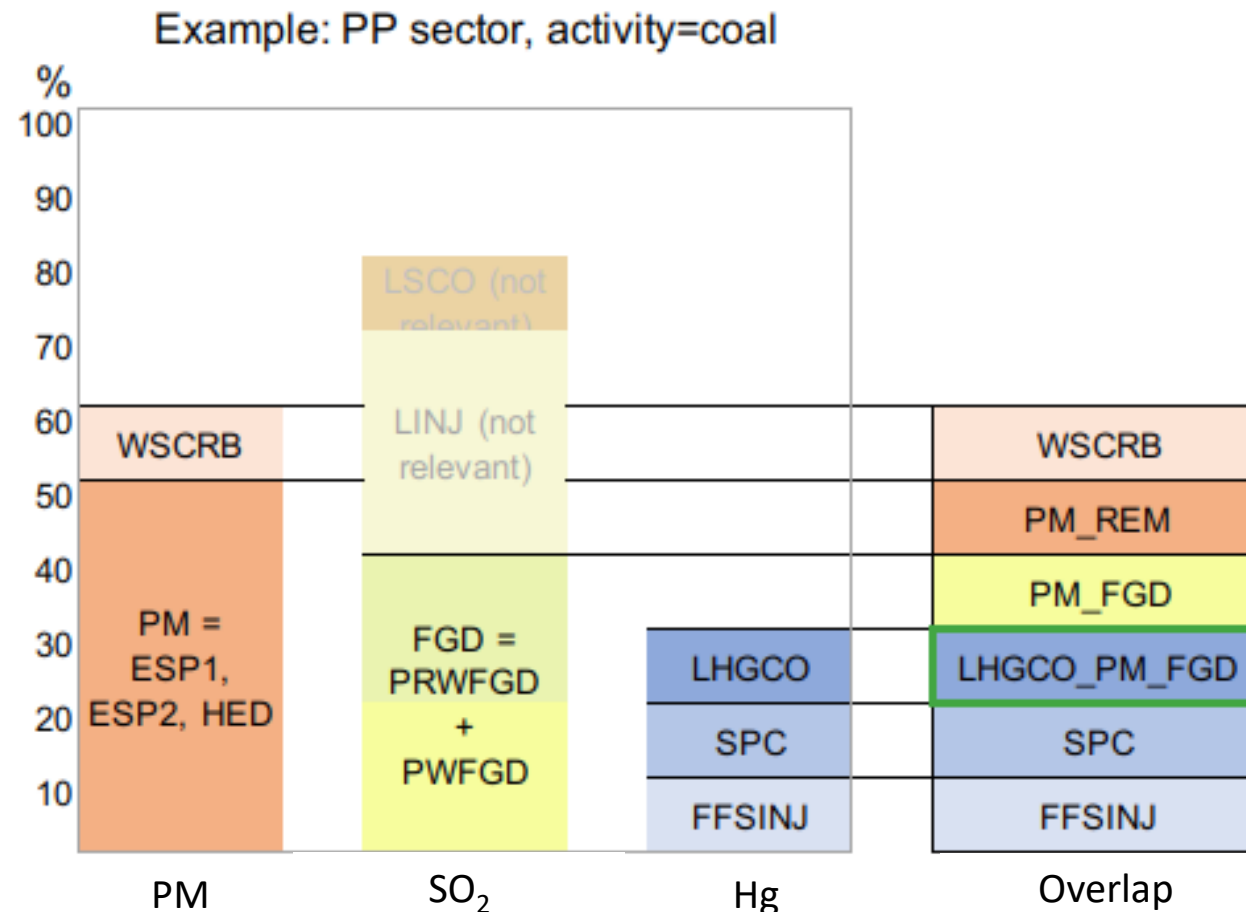 Example: PP sector, activity=coal
%
100
90
80
70
60
50
40
30
20
10
WSCRB
PM =
ESP1,
ESP2, HED
LSCO (not
relevant)
LINJ (not
relevant)
FGD =
PRWFGD
+
PWFGD
LHGCO
SPC
FFSINJ
WSCRB
PM_REM
PM_FGD
LHGCO_PM_FGD
SPC
FFSINJ
PM
SO₂
Hg
Overlap